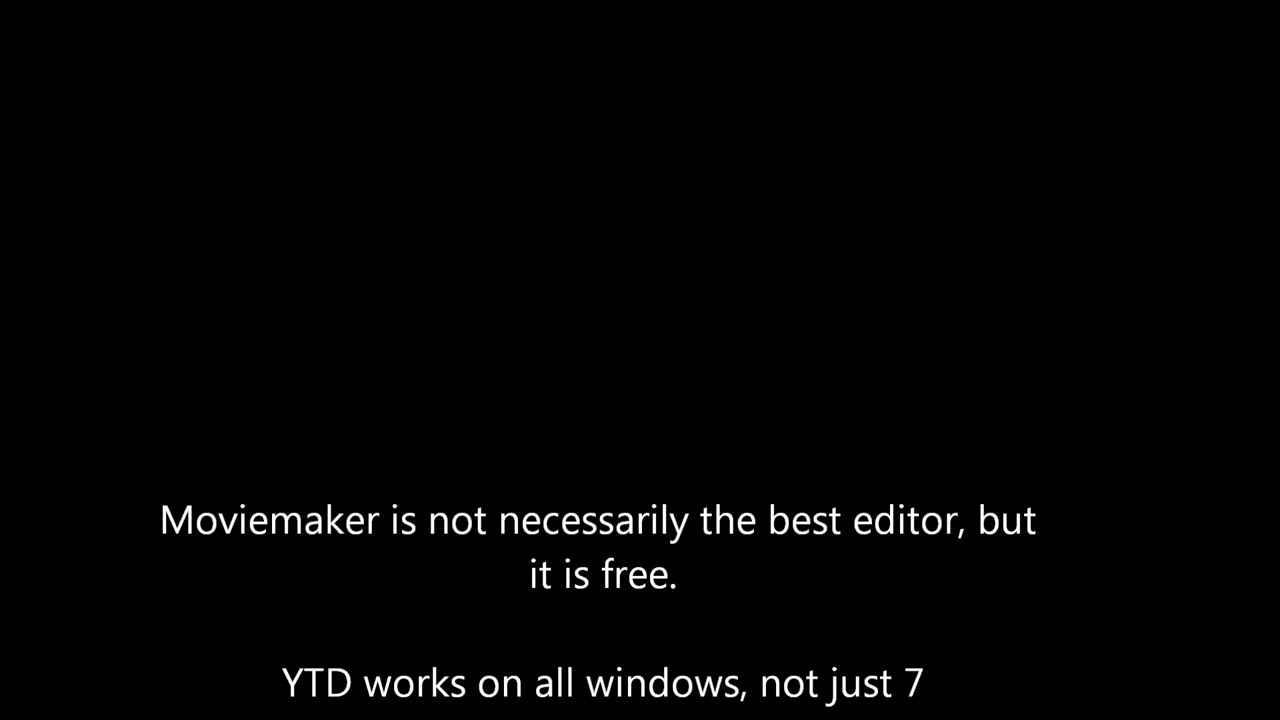 Moviemaker is not necessarily the best editor, but
it is free.
YTD works on all windows, not just 7